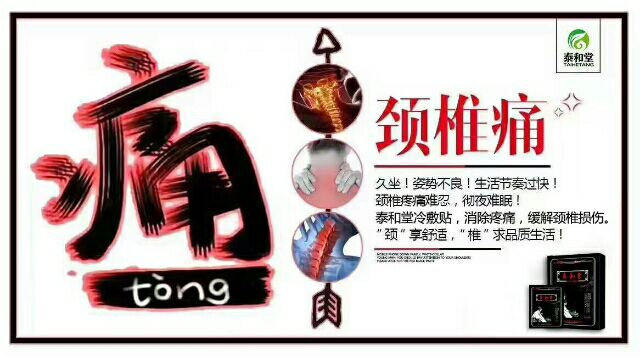 痛
tòng
泰和堂
TAIHETANG
颈椎痛
久坐！姿势不良！生活节奏过快！
颈椎疼痛难忍，彻夜难眠！
泰和堂冷敷贴，消除疼痛，缓解颈椎损伤。
“颈”享舒适，“椎”求品质生活！
泰和堂